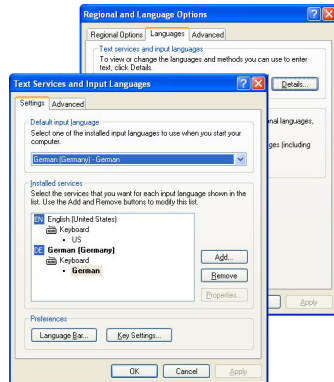 Regional and Language Options
Regional Options Languages Advanced
Text services and input languages
To view or change the languages and methods you can use to enter
text, click Details.
Details...
Text Services and Input Languages
Settings Advanced
Default input language
Select one of the installed input languages to use when you start your
computer.
German (Germany) - German
Installed services
Select the services that you want for each input language shown in the
list. Use the Add and Remove buttons to modify this list.
EN English (United States)
Keyboard
• US
DE German (Germany)
Keyboard
• German
Add...
Remove
Properties...
Preferences
Language Bar...
Key Settings...
OK Cancel Apply
languages.
(including
Apply